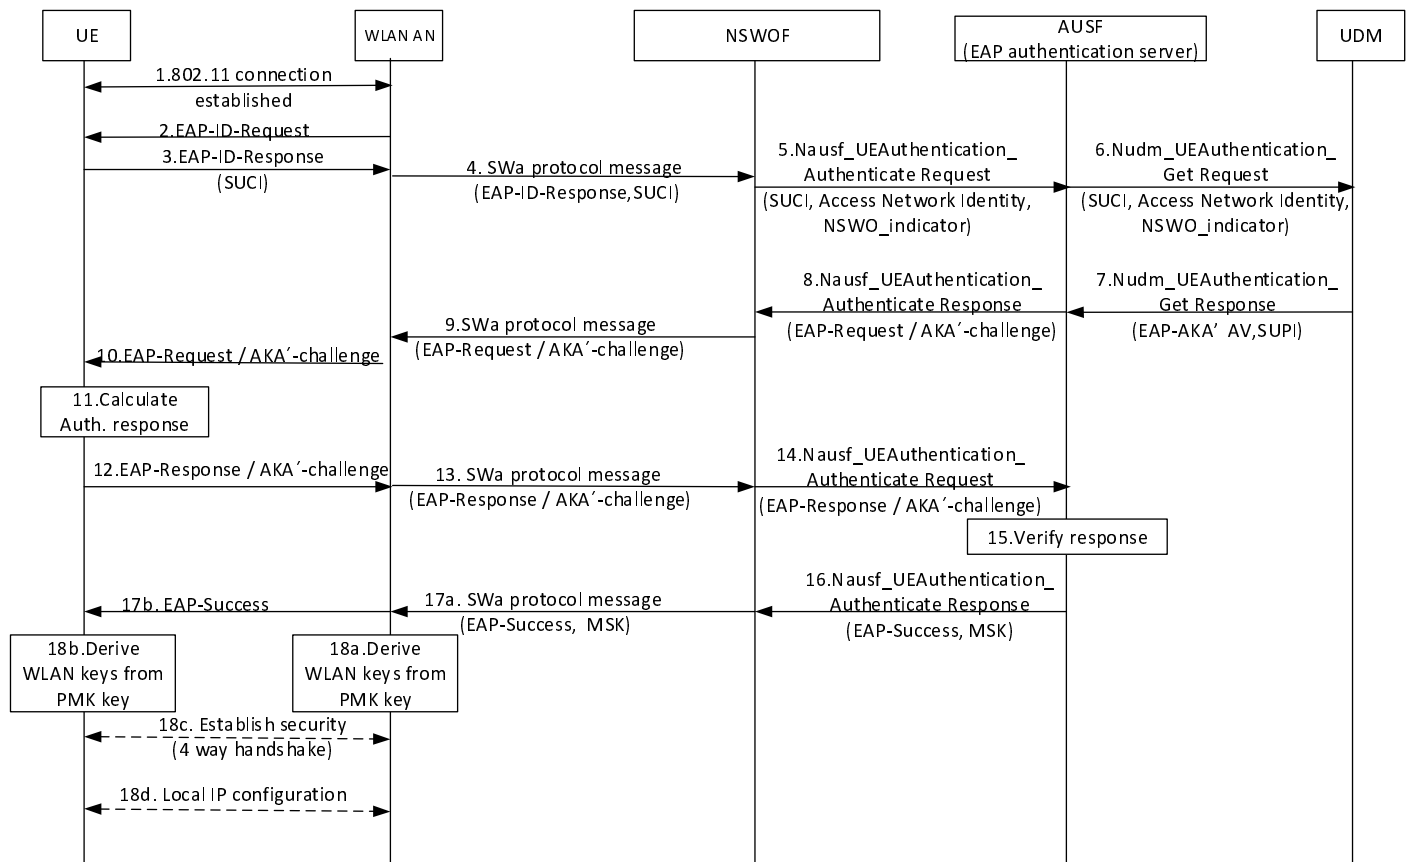 UE
WLAN AN
NSWOF
AUSF
(EAP authentication server)
UDM
1.802.11 connection
established
2.EAP-ID-Request
3.EAP-ID-Response
(SUCI)
4. SWa protocol message
(EAP-ID-Response,SUCI)
5.Nausf_UEAuthentication_
Authenticate Request
(SUCI, Access Network Identity,
NSWO_indicator)
6.Nudm_UEAuthentication_
Get Request
(SUCI, Access Network Identity,
NSWO_indicator)
7.Nudm_UEAuthentication_
Get Response
(EAP-AKA’ AV,SUPI)
8.Nausf_UEAuthentication_
Authenticate Response
(EAP-Request / AKA´-challenge)
9.SWa protocol message
(EAP-Request / AKA´-challenge)
10.EAP-Request / AKA´-challenge
11.Calculate
Auth. response
12.EAP-Response / AKA´-challenge
13. SWa protocol message
(EAP-Response / AKA´-challenge)
14.Nausf_UEAuthentication_
Authenticate Request
(EAP-Response / AKA´-challenge)
15.Verify response
16.Nausf_UEAuthentication_
Authenticate Response
(EAP-Success, MSK)
17a. SWa protocol message
(EAP-Success, MSK)
17b. EAP-Success
18b.Derive
WLAN keys from
PMK key
18a.Derive
WLAN keys from
PMK key
18c. Establish security
(4 way handshake)
18d. Local IP configuration